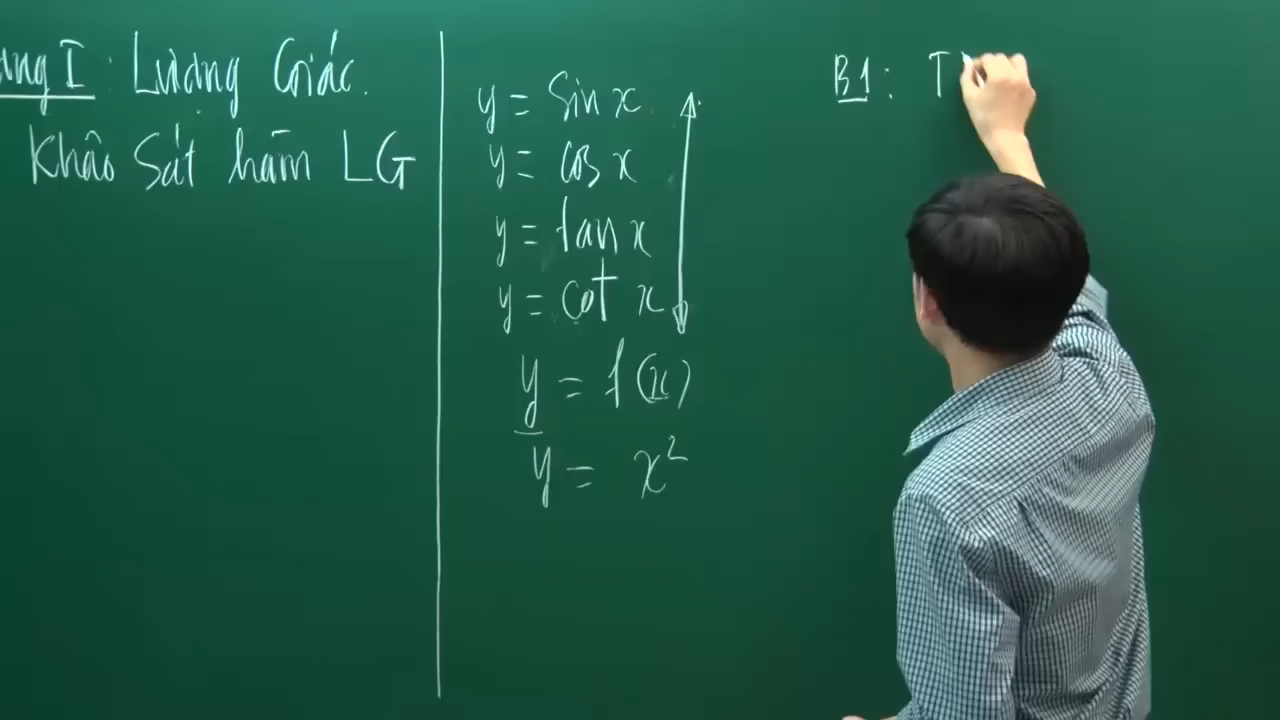 ương I : Lượng Giác.
Khảo Sát hàm LG
y = sin x
y = cos x
y = tan x
y = cot x
y = f(x)
y = x²
B1 : T